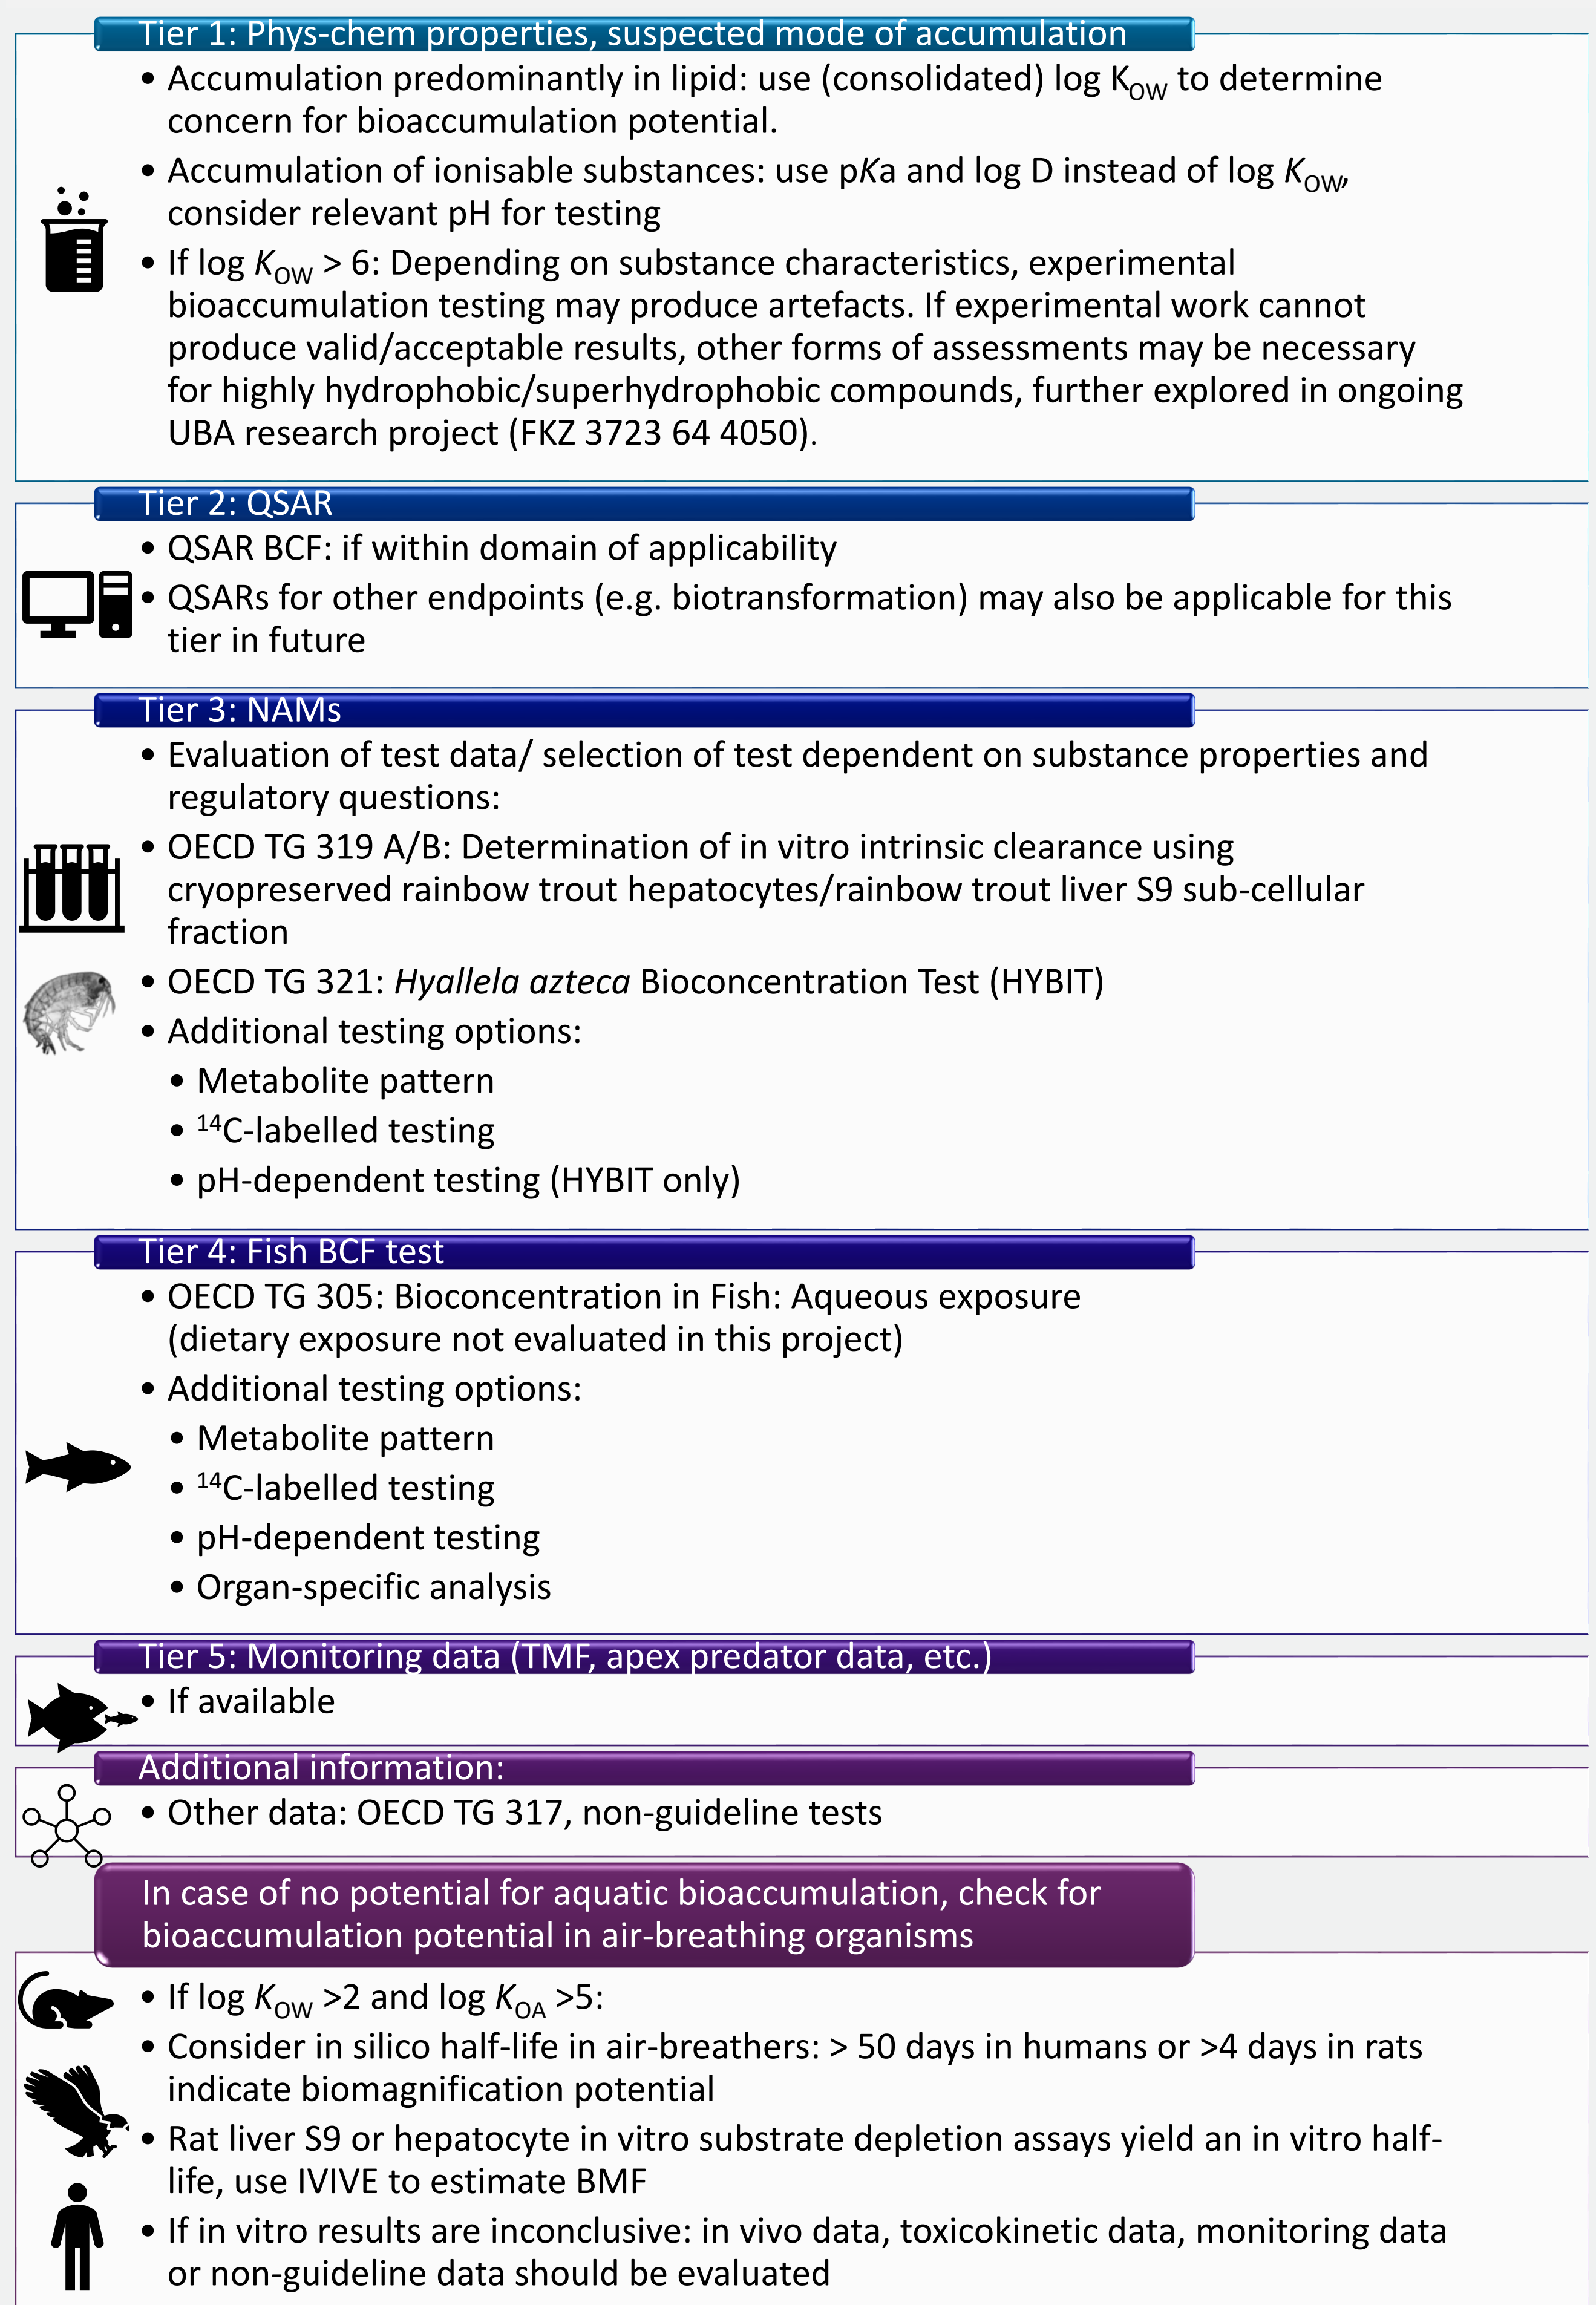 Tier 1: Phys-chem properties, suspected mode of accumulation
• Accumulation predominantly in lipid: use (consolidated) log KOW to determine
concern for bioaccumulation potential.
• Accumulation of ionisable substances: use pKa and log D instead of log KOW,
consider relevant pH for testing
• If log KOW > 6: Depending on substance characteristics, experimental
bioaccumulation testing may produce artefacts. If experimental work cannot
produce valid/acceptable results, other forms of assessments may be necessary
for highly hydrophobic/superhydrophobic compounds, further explored in ongoing
UBA research project (FKZ 3723 64 4050).
Tier 2: QSAR
• QSAR BCF: if within domain of applicability
• QSARs for other endpoints (e.g. biotransformation) may also be applicable for this
tier in future
Tier 3: NAMs
• Evaluation of test data/ selection of test dependent on substance properties and
regulatory questions:
• OECD TG 319 A/B: Determination of in vitro intrinsic clearance using
cryopreserved rainbow trout hepatocytes/rainbow trout liver S9 sub-cellular
fraction
• OECD TG 321: Hyallela azteca Bioconcentration Test (HYBIT)
• Additional testing options:
• Metabolite pattern
• 14C-labelled testing
• pH-dependent testing (HYBIT only)
Tier 4: Fish BCF test
• OECD TG 305: Bioconcentration in Fish: Aqueous exposure
(dietary exposure not evaluated in this project)
• Additional testing options:
• Metabolite pattern
• 14C-labelled testing
• pH-dependent testing
• Organ-specific analysis
Tier 5: Monitoring data (TMF, apex predator data, etc.)
• If available
Additional information:
• Other data: OECD TG 317, non-guideline tests
In case of no potential for aquatic bioaccumulation, check for
bioaccumulation potential in air-breathing organisms
• If log KOW >2 and log KOA >5:
• Consider in silico half-life in air-breathers: > 50 days in humans or >4 days in rats
indicate biomagnification potential
• Rat liver S9 or hepatocyte in vitro substrate depletion assays yield an in vitro half-
life, use IVIVE to estimate BMF
• If in vitro results are inconclusive: in vivo data, toxicokinetic data, monitoring data
or non-guideline data should be evaluated